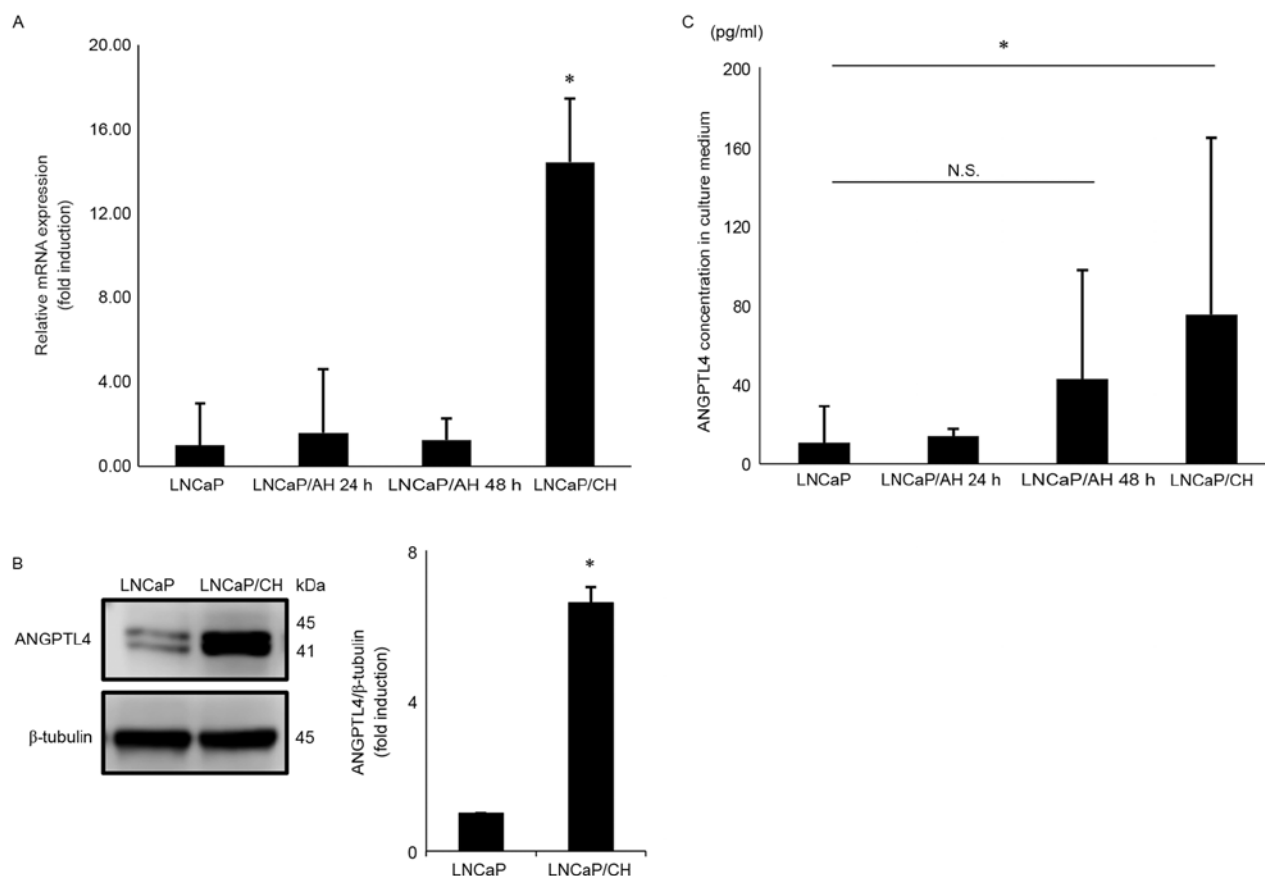 A
Relative mRNA expression
(fold induction)
20.00
16.00
12.00
8.00
4.00
0.00
*
LNCaP
LNCaP/AH 24 h
LNCaP/AH 48 h
LNCaP/CH
B
LNCaP
LNCaP/CH
kDa
ANGPTL4
45
41
β-tubulin
45
ANGPTL4/β-tubulin
(fold induction)
8
4
0
*
LNCaP
LNCaP/CH
C
(pg/ml)
ANGPTL4 concentration in culture medium
200
160
120
80
40
0
*
N.S.
LNCaP
LNCaP/AH 24 h
LNCaP/AH 48 h
LNCaP/CH